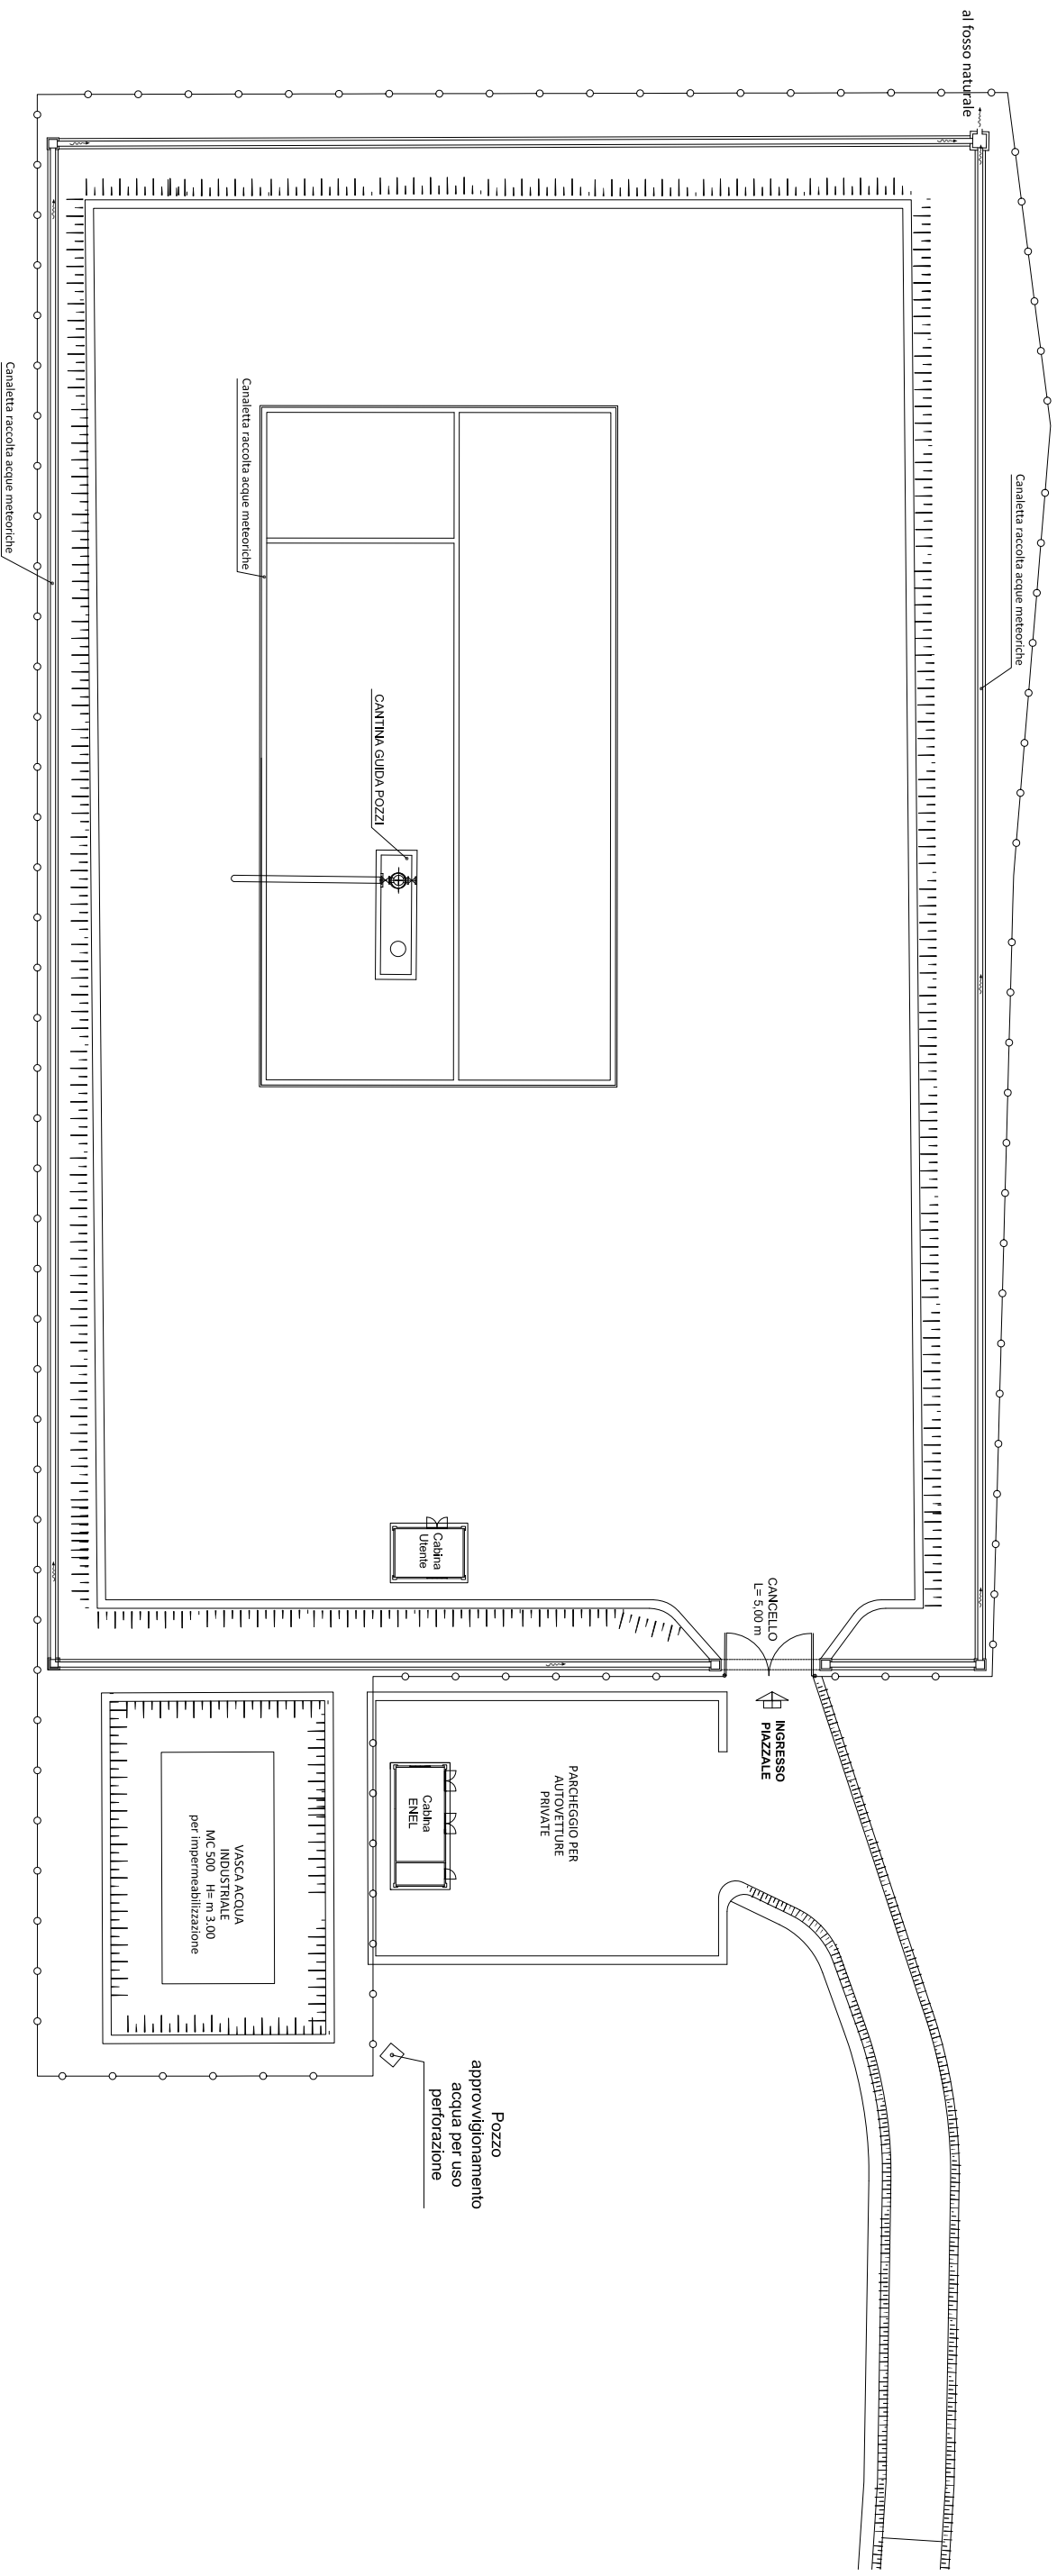 al fosso naturale
Canaletta raccolta acque meteoriche
Canaletta raccolta acque meteoriche
Canaletta raccolta acque meteoriche
CANTINA GUIDA POZZI
Cabina
Utente
CANCELLO
L= 5,00 m
INGRESSO
PIAZZALE
PARCHEGGIO PER
AUTOVETTURE
PRIVATE
Cabina
ENEL
VASCA ACQUA
INDUSTRIALE
MC 500 H= m 3.00
per impermeabilizzazione
Pozzo
approvvigionamento
acqua per uso
perforazione